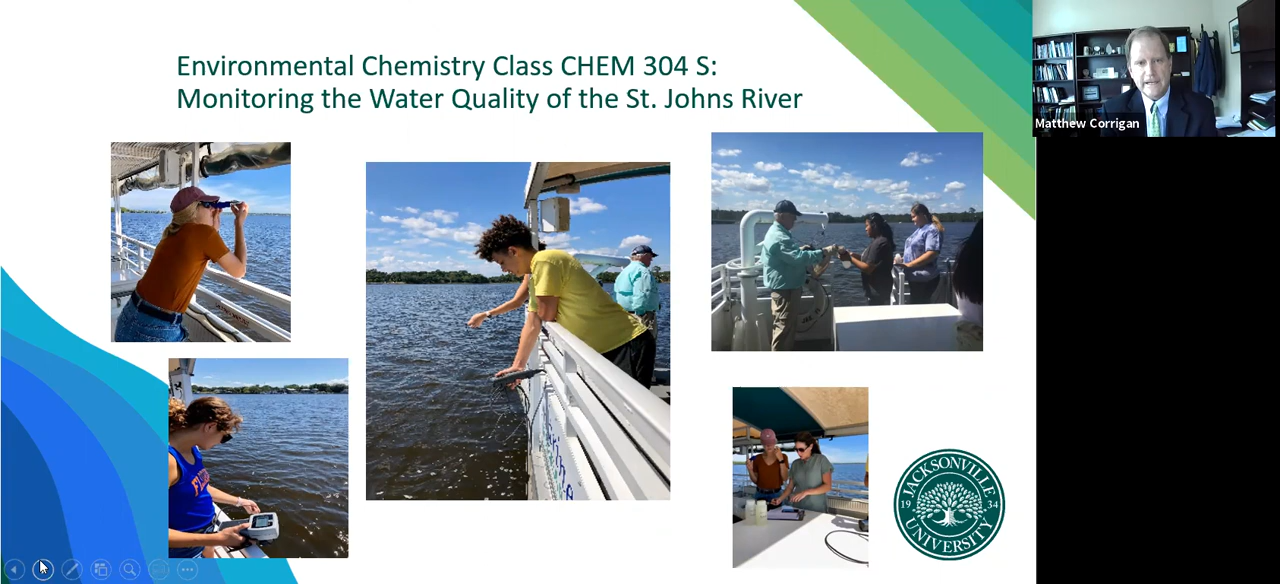 Environmental Chemistry Class CHEM 304 S:
Monitoring the Water Quality of the St. Johns River
Matthew Corrigan
JACKSONVILLE
19 34
UNIVERSITY